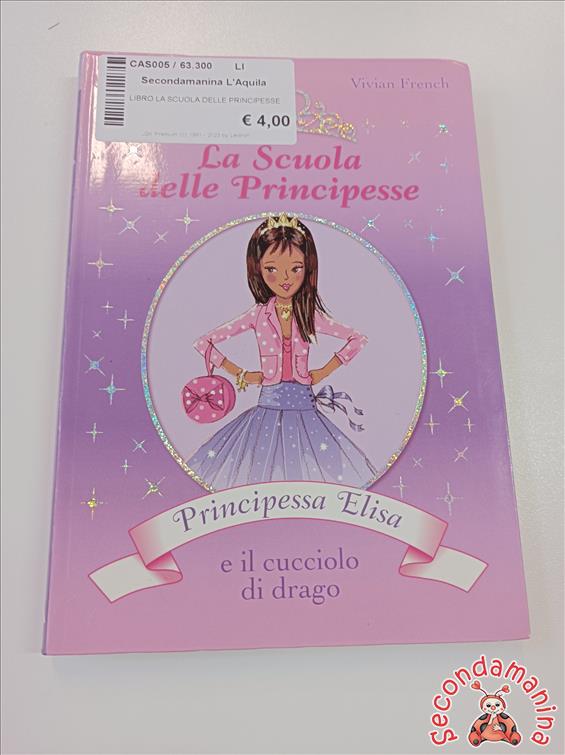 CAS005 / 63.300 LI
Secondamanina L'Aquila
LIBRO LA SCUOLA DELLE PRINCIPESSE
€ 4,00
Vivian French
La Scuola
delle Principesse
Principessa Elisa
e il cucciolo
di drago
Secondamanina